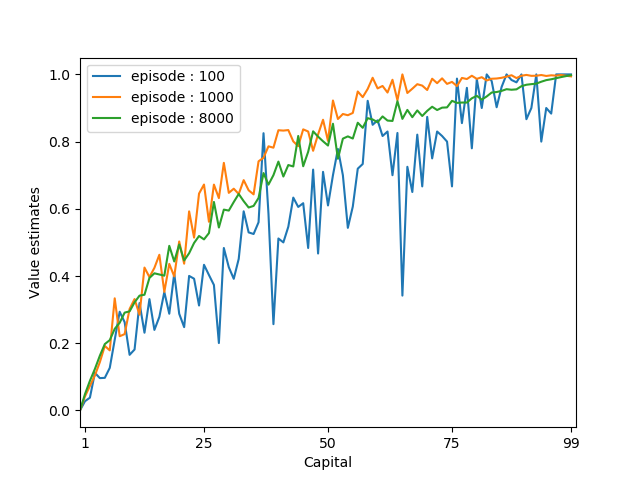 episode : 100
episode : 1000
episode : 8000
1.0
0.8
0.6
0.4
0.2
0.0
Value estimates
1
25
50
75
99
Capital